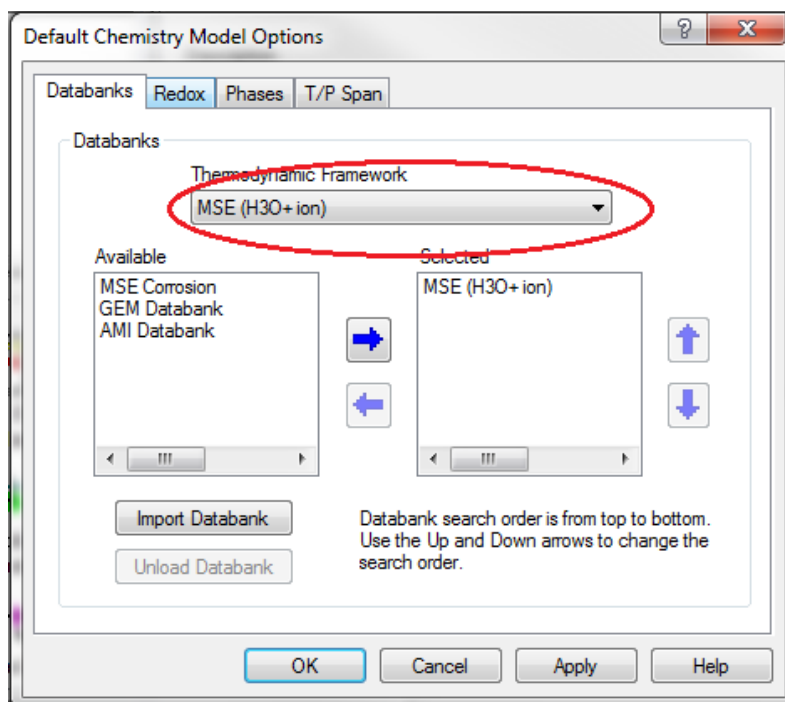 Default Chemistry Model Options
Databanks Redox Phases T/P Span
Databanks
Thermodynamic Framework
MSE (H3O+ ion)
Available
MSE Corrosion
GEM Databank
AMI Databank
Selected
MSE (H3O+ ion)
Import Databank
Unload Databank
Databank search order is from top to bottom.
Use the Up and Down arrows to change the
search order.
OK Cancel Apply Help